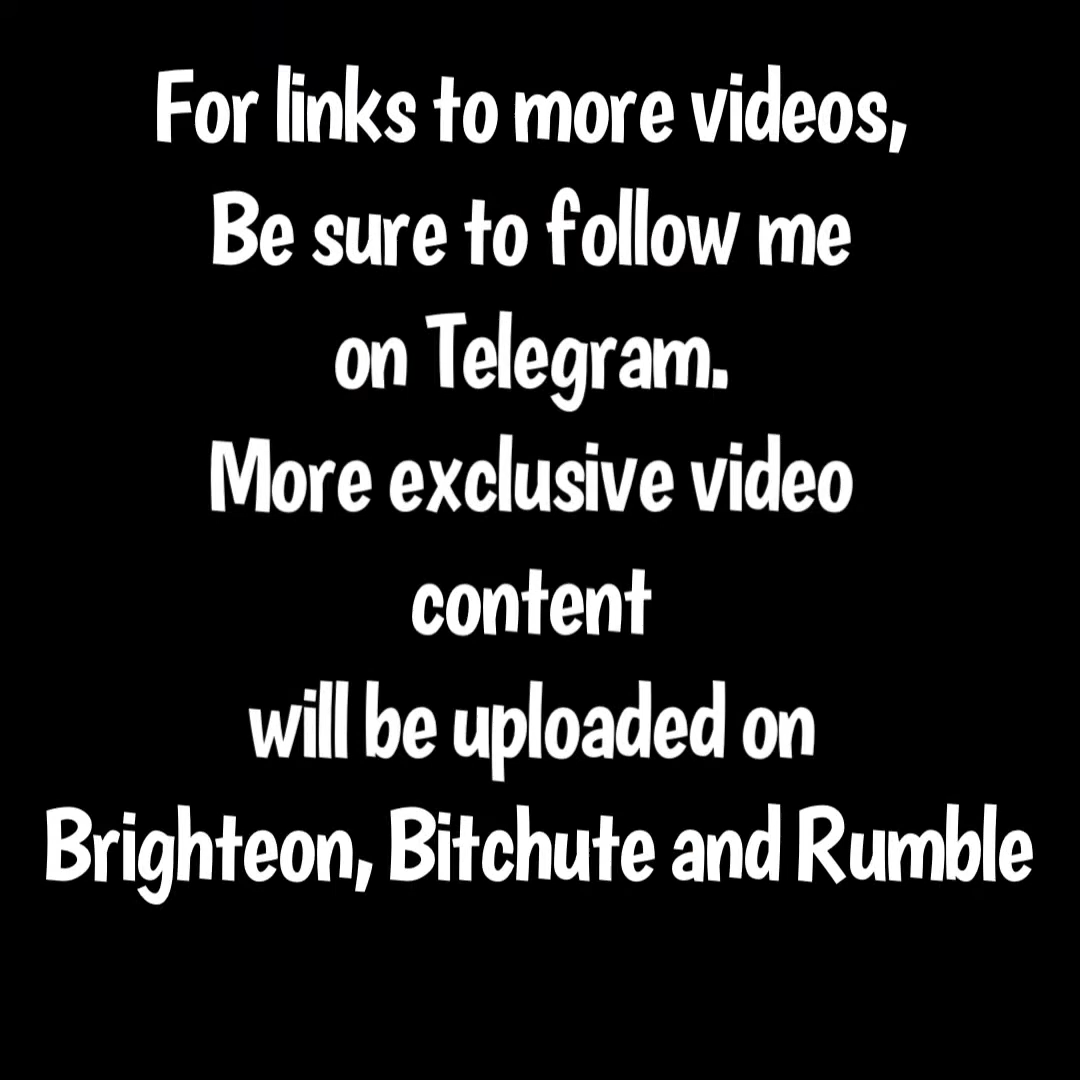 For links to more videos,
Be sure to follow me
on Telegram.
More exclusive video
content
will be uploaded on
Brighteon, Bitchute and Rumble